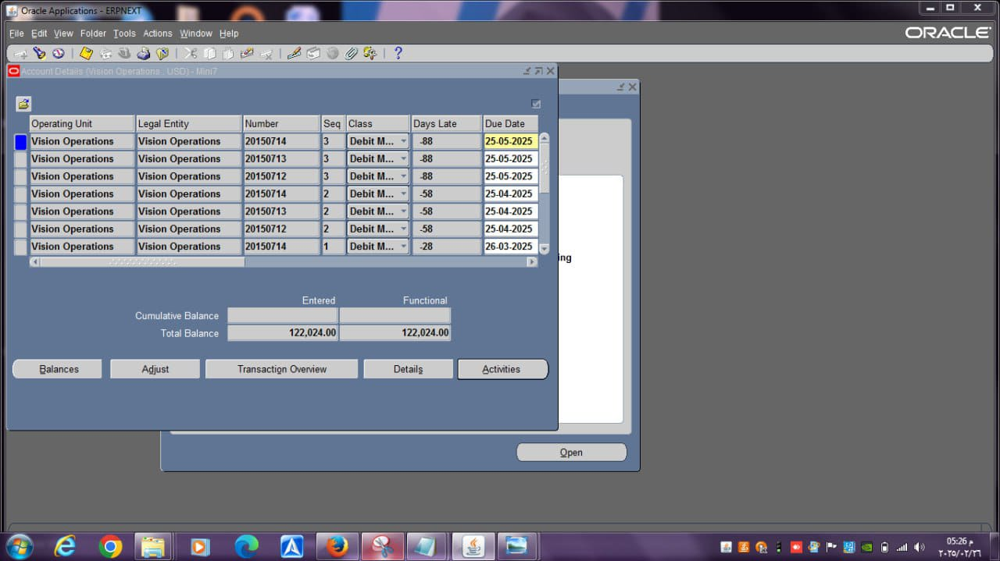 Oracle Applications - ERPNEXT
File Edit View Folder Tools Actions Window Help
ORACLE
Account Details (Vision Operations : USD) - Mini7
Operating Unit Legal Entity Number Seq Class Days Late Due Date
Vision Operations Vision Operations 20150714 3 Debit M... -88 25-05-2025
Vision Operations Vision Operations 20150713 3 Debit M... -88 25-05-2025
Vision Operations Vision Operations 20150712 3 Debit M... -88 25-05-2025
Vision Operations Vision Operations 20150714 2 Debit M... -58 25-04-2025
Vision Operations Vision Operations 20150713 2 Debit M... -58 25-04-2025
Vision Operations Vision Operations 20150712 2 Debit M... -58 25-04-2025
Vision Operations Vision Operations 20150714 1 Debit M... -28 26-03-2025
ing
Entered Functional
Cumulative Balance
Total Balance 122,024.00 122,024.00
Balances Adjust Transaction Overview Details Activities
Open
05:26 م
٢٠٢٥/٠٢/٢٦